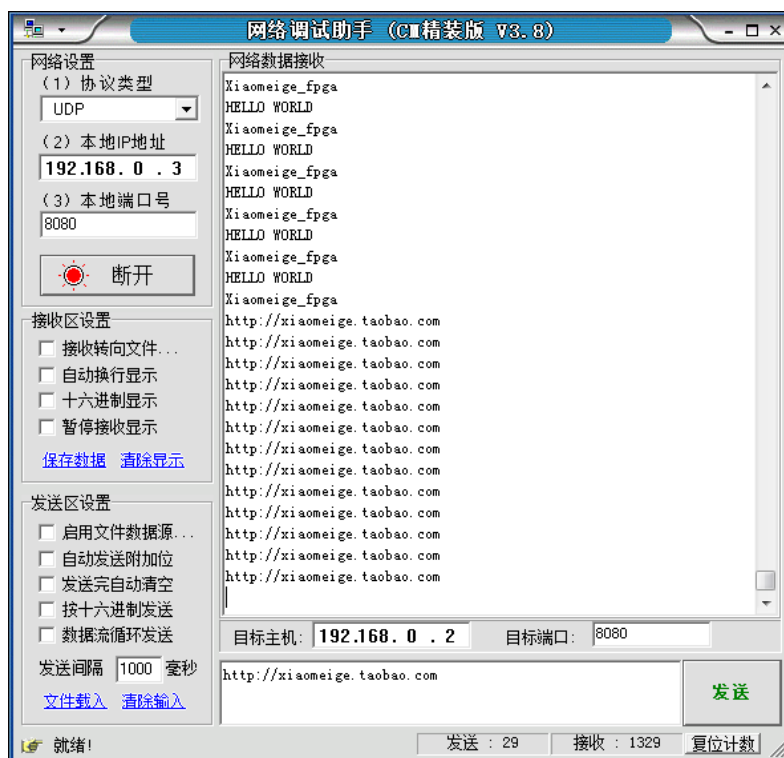 网络调试助手 (CM精装版 V3.8)
网络设置
(1) 协议类型
UDP
(2) 本地IP地址
192.168. 0 . 3
(3) 本地端口号
8080
断开
接收区设置
接收转向文件...
自动换行显示
十六进制显示
暂停接收显示
保存数据 清除显示
发送区设置
启用文件数据源...
自动发送附加位
发送完自动清空
按十六进制发送
数据流循环发送
发送间隔 1000 毫秒
文件载入 清除输入
网络数据接收
Xiaomeige_fpga
HELLO WORLD
Xiaomeige_fpga
HELLO WORLD
Xiaomeige_fpga
HELLO WORLD
Xiaomeige_fpga
HELLO WORLD
Xiaomeige_fpga
HELLO WORLD
Xiaomeige_fpga
http://xiaomeige.taobao.com
http://xiaomeige.taobao.com
http://xiaomeige.taobao.com
http://xiaomeige.taobao.com
http://xiaomeige.taobao.com
http://xiaomeige.taobao.com
http://xiaomeige.taobao.com
http://xiaomeige.taobao.com
http://xiaomeige.taobao.com
http://xiaomeige.taobao.com
http://xiaomeige.taobao.com
http://xiaomeige.taobao.com
http://xiaomeige.taobao.com
目标主机: 192.168. 0 . 2 目标端口: 8080
http://xiaomeige.taobao.com
发送
就绪! 发送 : 29 接收 : 1329 复位计数